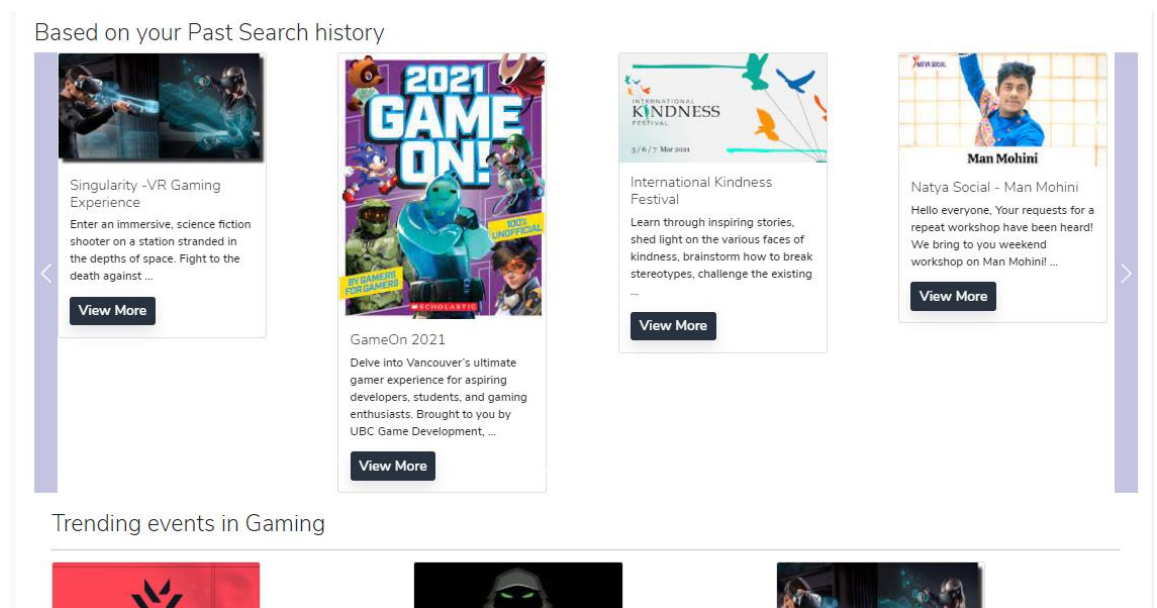 Based on your Past Search history
Singularity -VR Gaming
Experience
Enter an immersive, science fiction
shooter on a station stranded in
the depths of space. Fight to the
death against ...
View More
2021
GAME
ON!
100%
UNOFFICIAL
BY GAMERS
FOR GAMERS
SCHOLASTIC
GameOn 2021
Delve into Vancouver's ultimate
gamer experience for aspiring
developers, students, and gaming
enthusiasts. Brought to you by
UBC Game Development, ...
View More
INTERNATIONAL
KINDNESS
FESTIVAL
5 / 6 / 7 Mar 2021
International Kindness
Festival
Learn through inspiring stories,
shed light on the various faces of
kindness, brainstorm how to break
stereotypes, challenge the existing
...
View More
NATYA SOCIAL
Man Mohini
Natya Social - Man Mohini
Hello everyone, Your requests for a
repeat workshop have been heard!
We bring to you weekend
workshop on Man Mohini! ...
View More
Trending events in Gaming